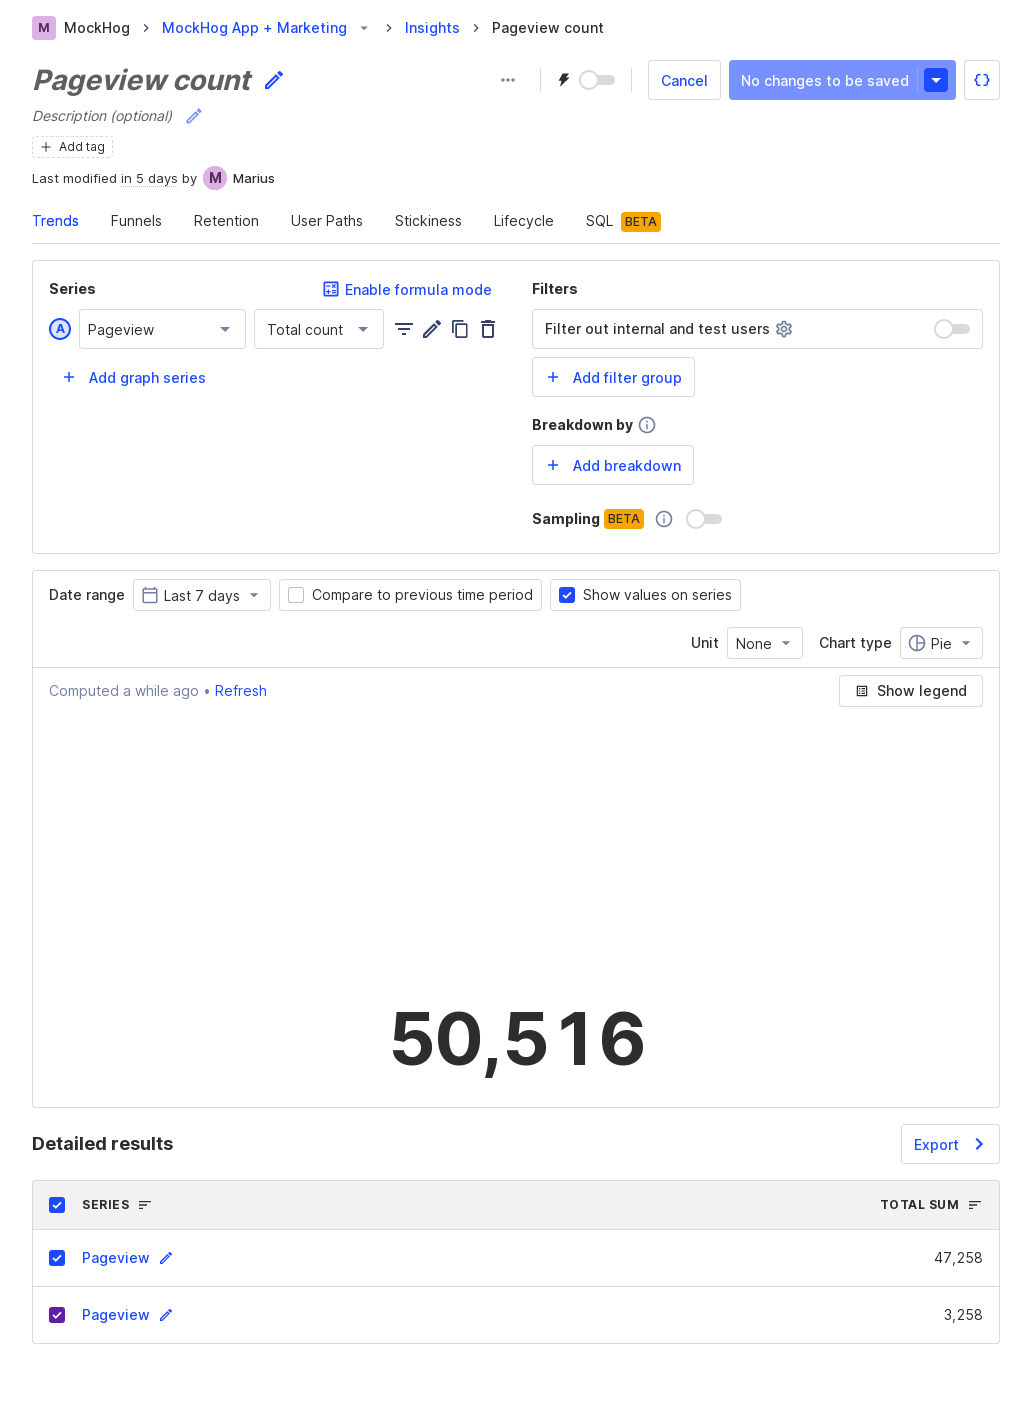 M MockHog > MockHog App + Marketing > Insights > Pageview count
Pageview count
Cancel No changes to be saved {}
Description (optional)
+ Add tag
Last modified in 5 days by M Marius
Trends Funnels Retention User Paths Stickiness Lifecycle SQL BETA
Series Enable formula mode
A Pageview Total count
+ Add graph series
Filters
Filter out internal and test users
+ Add filter group
Breakdown by
+ Add breakdown
Sampling BETA
Date range Last 7 days Compare to previous time period Show values on series
Unit None Chart type Pie
Computed a while ago • Refresh Show legend
50,516
Detailed results Export
SERIES TOTAL SUM
Pageview 47,258
Pageview 3,258